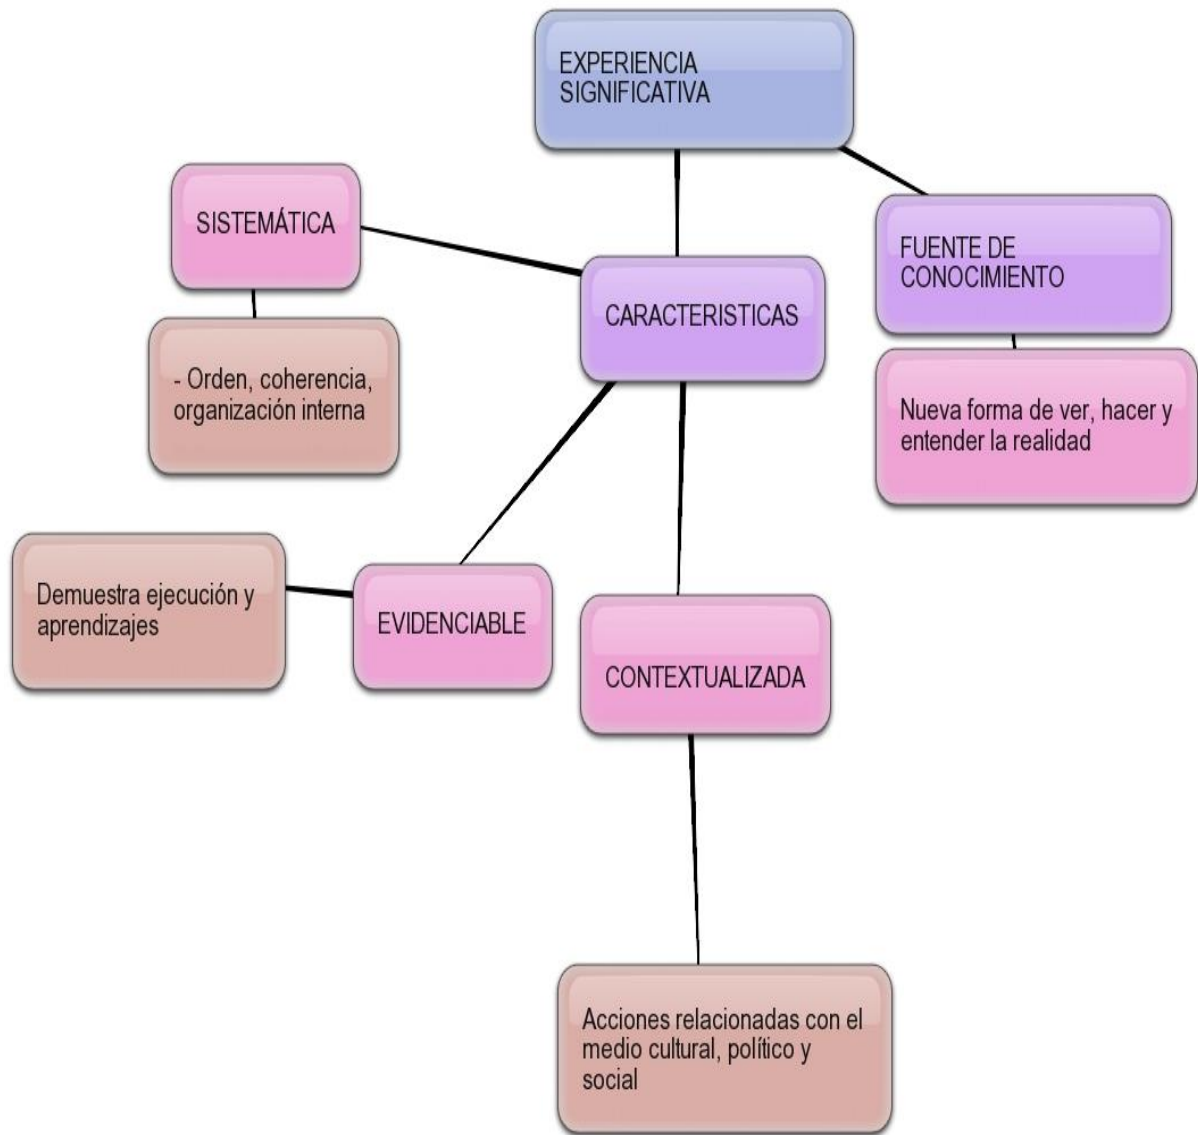 EXPERIENCIA
SIGNIFICATIVA
SISTEMÁTICA
FUENTE DE
CONOCIMIENTO
CARACTERISTICAS
- Orden, coherencia,
organización interna
Nueva forma de ver, hacer y
entender la realidad
Demuestra ejecución y
aprendizajes
EVIDENCIABLE
CONTEXTUALIZADA
Acciones relacionadas con el
medio cultural, político y
social